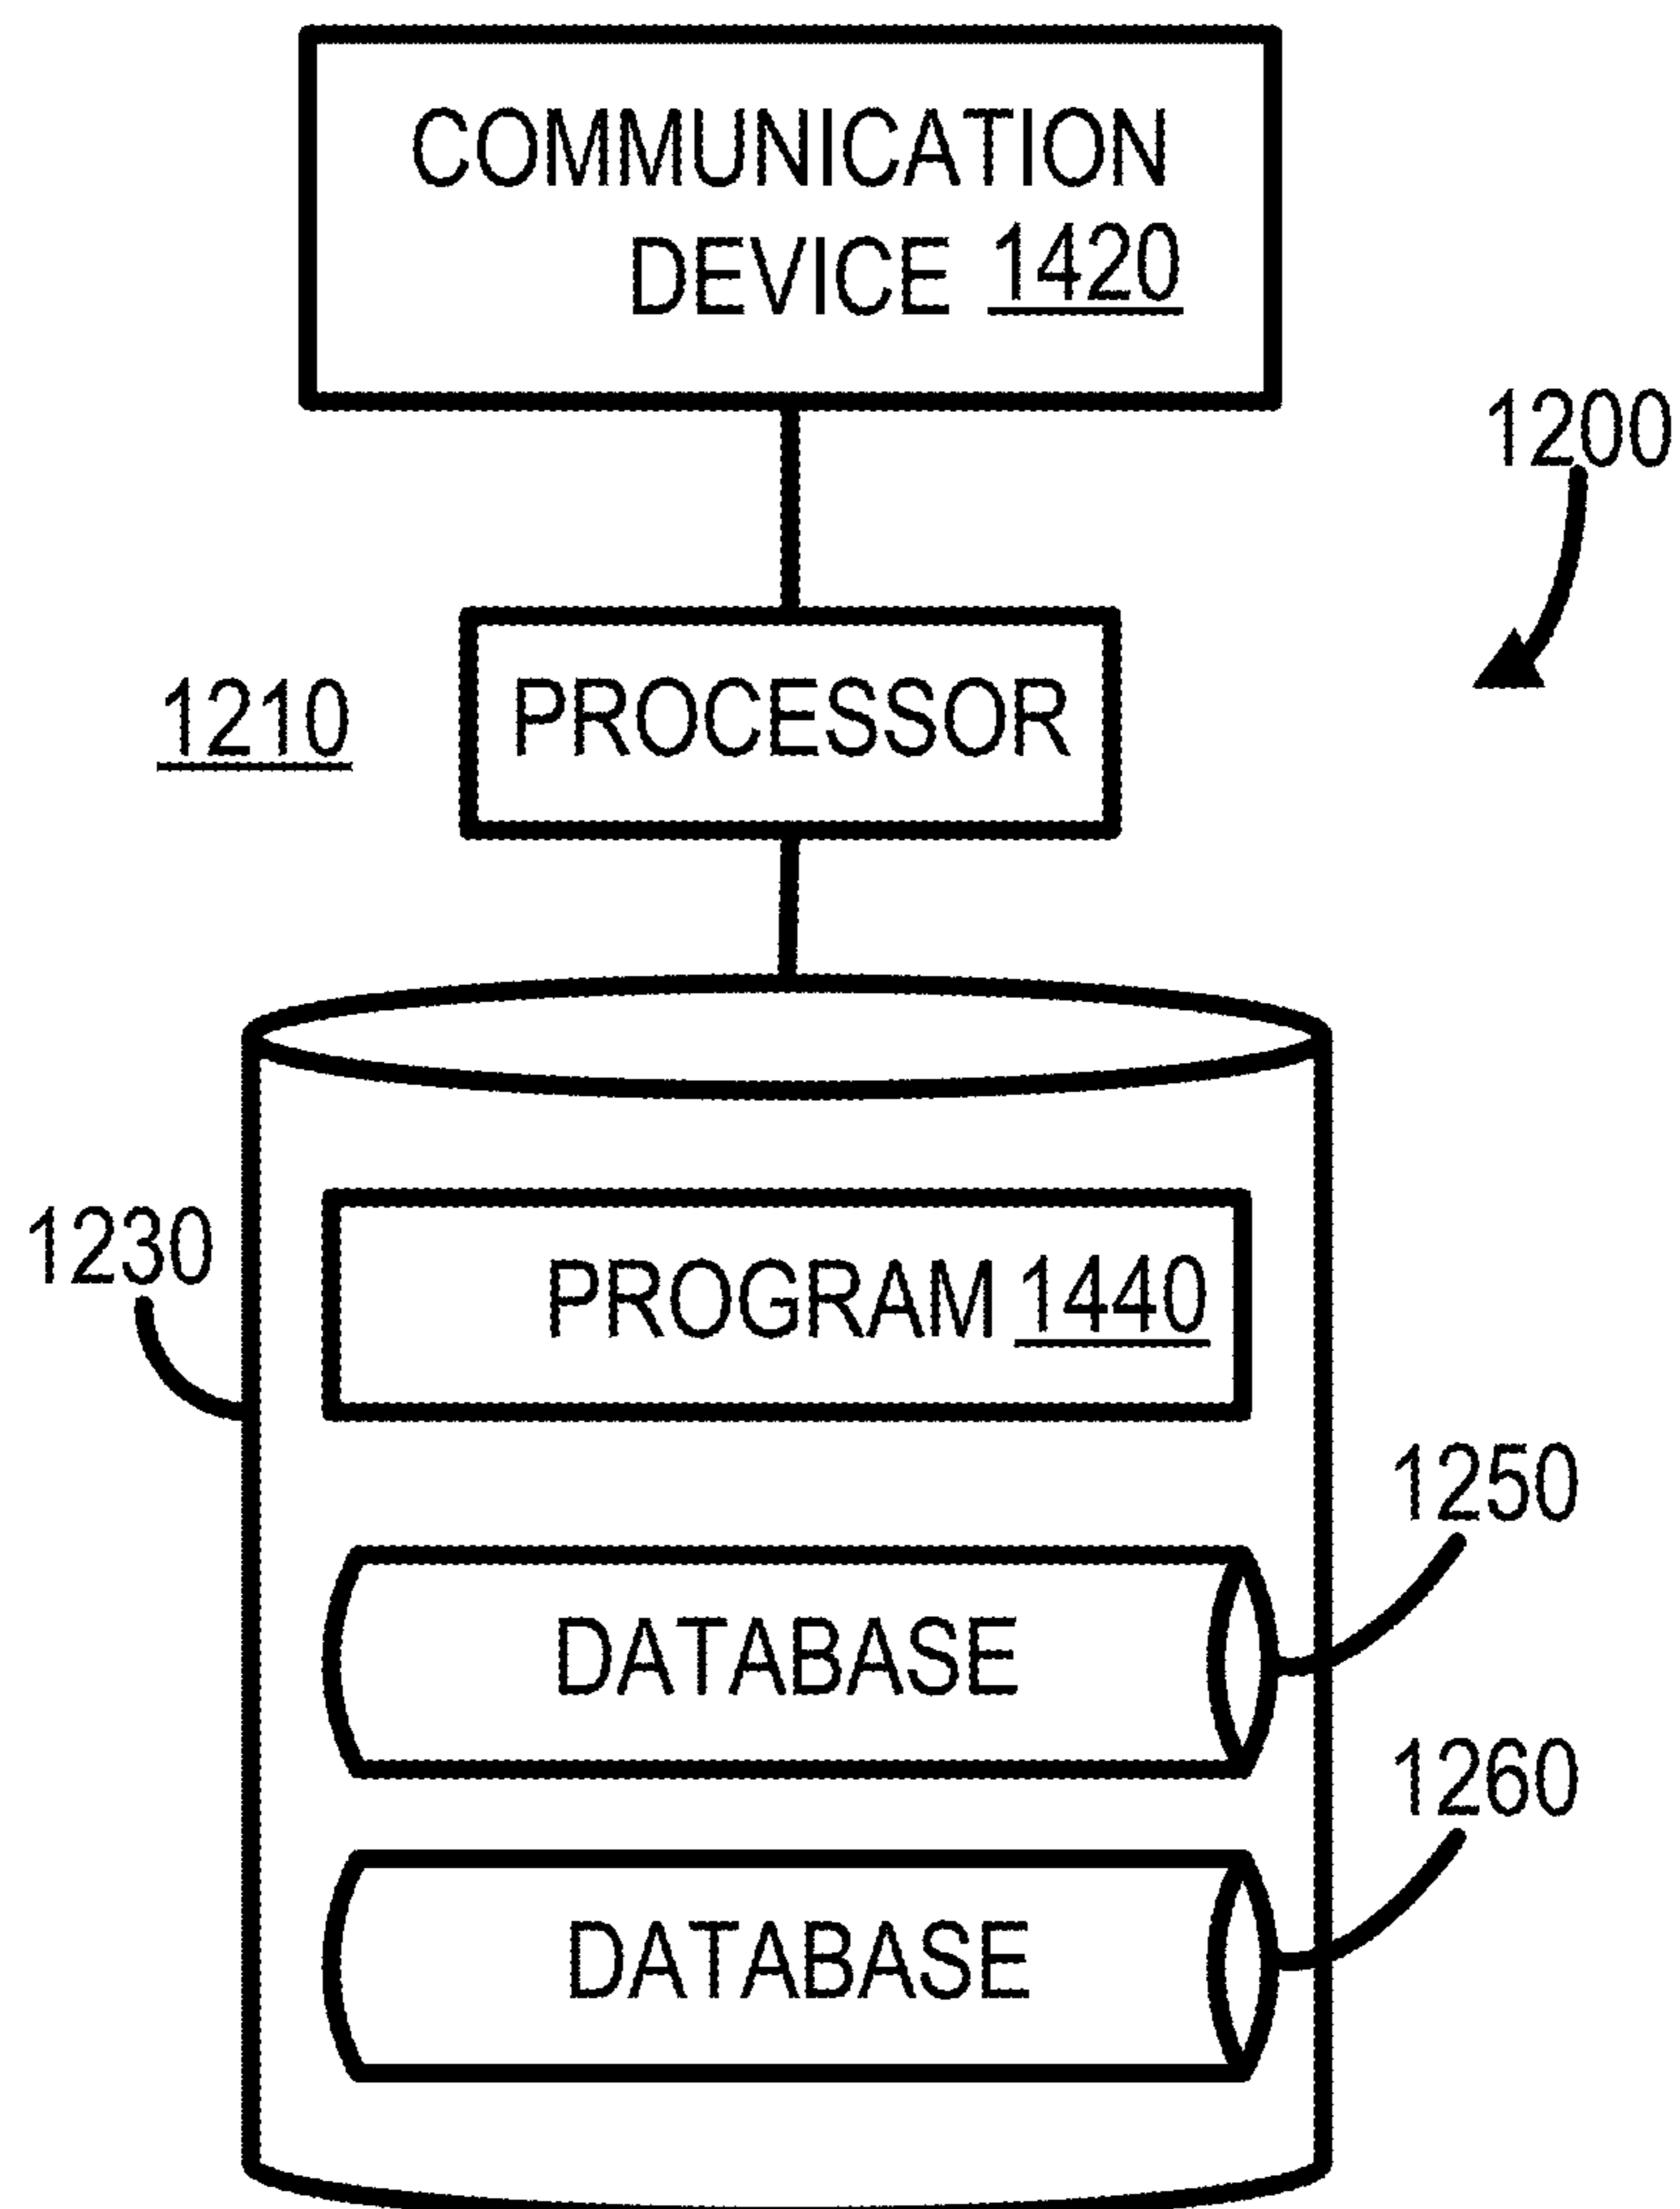 COMMUNICATION
DEVICE 1420
1200
1210
PROCESSOR
1230
PROGRAM 1440
1250
DATABASE
1260
DATABASE